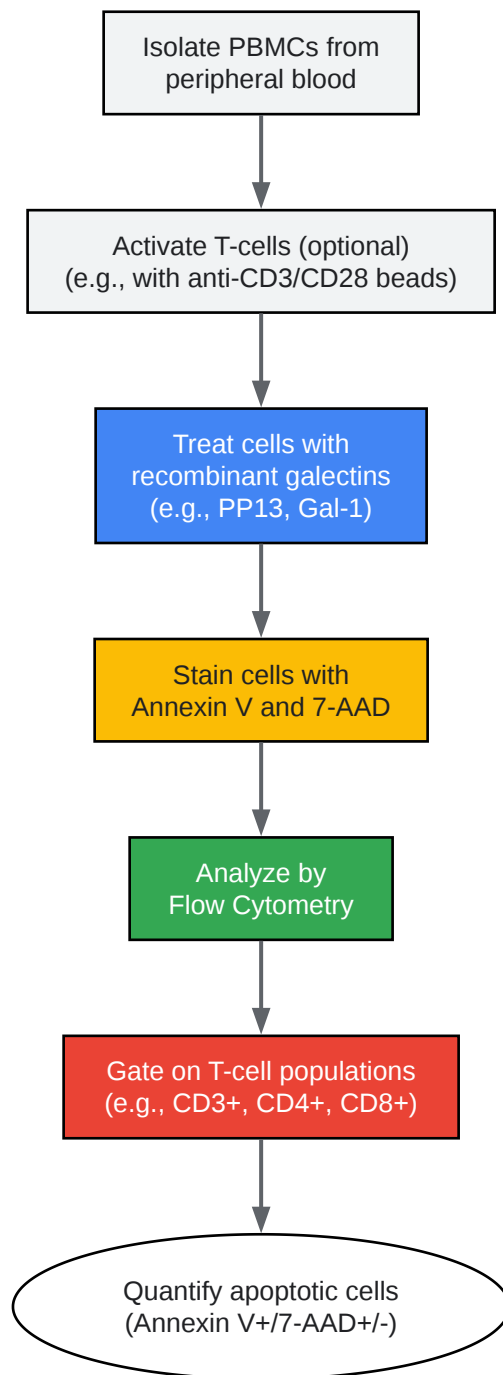 Isolate PBMCs from
peripheral blood
Activate T-cells (optional)
(e.g., with anti-CD3/CD28 beads)
Treat cells with
recombinant galectins
(e.g., PP13, Gal-1)
Stain cells with
Annexin V and 7-AAD
Analyze by
Flow Cytometry
Gate on T-cell populations
(e.g., CD3+, CD4+, CD8+)
Quantify apoptotic cells
(Annexin V+/7-AAD+/-)